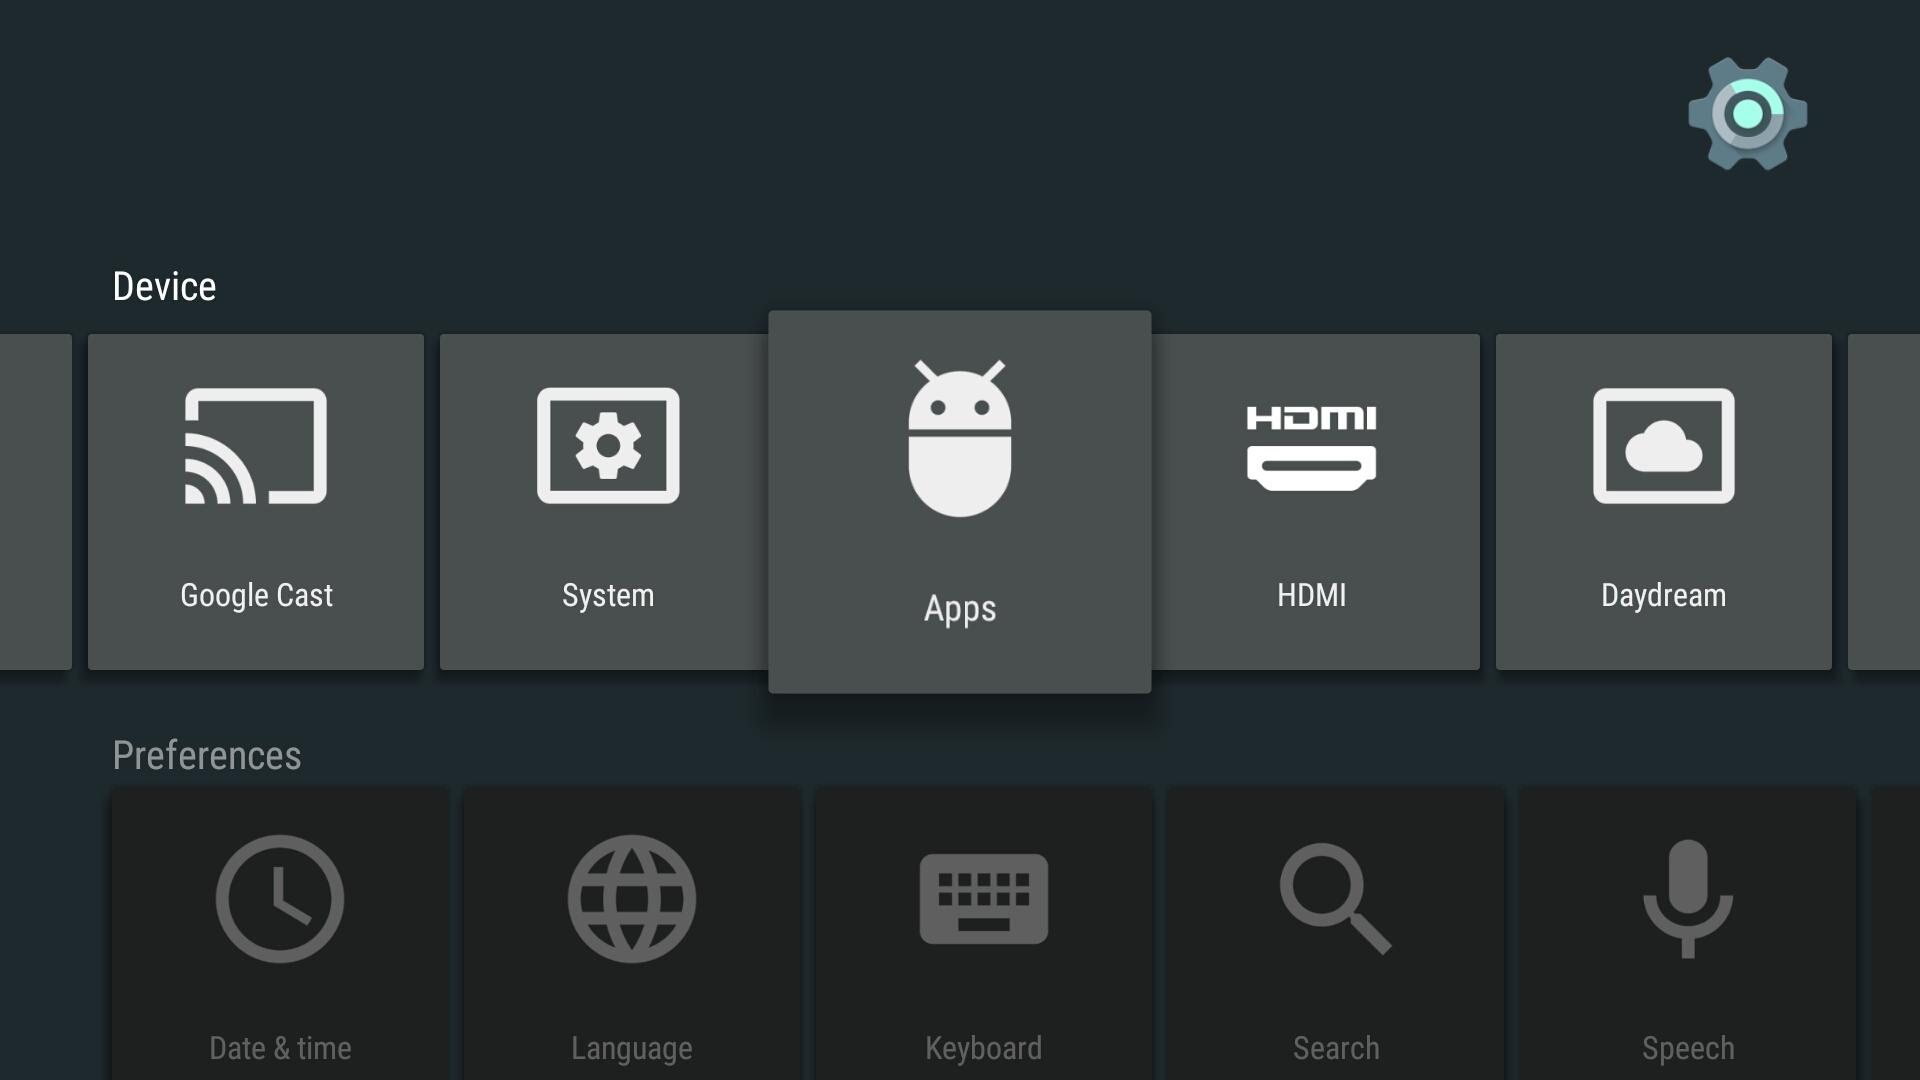 Device
Google Cast
System
Apps
HDMI
HDMI
Daydream
Preferences
Date & time
Language
Keyboard
Search
Speech